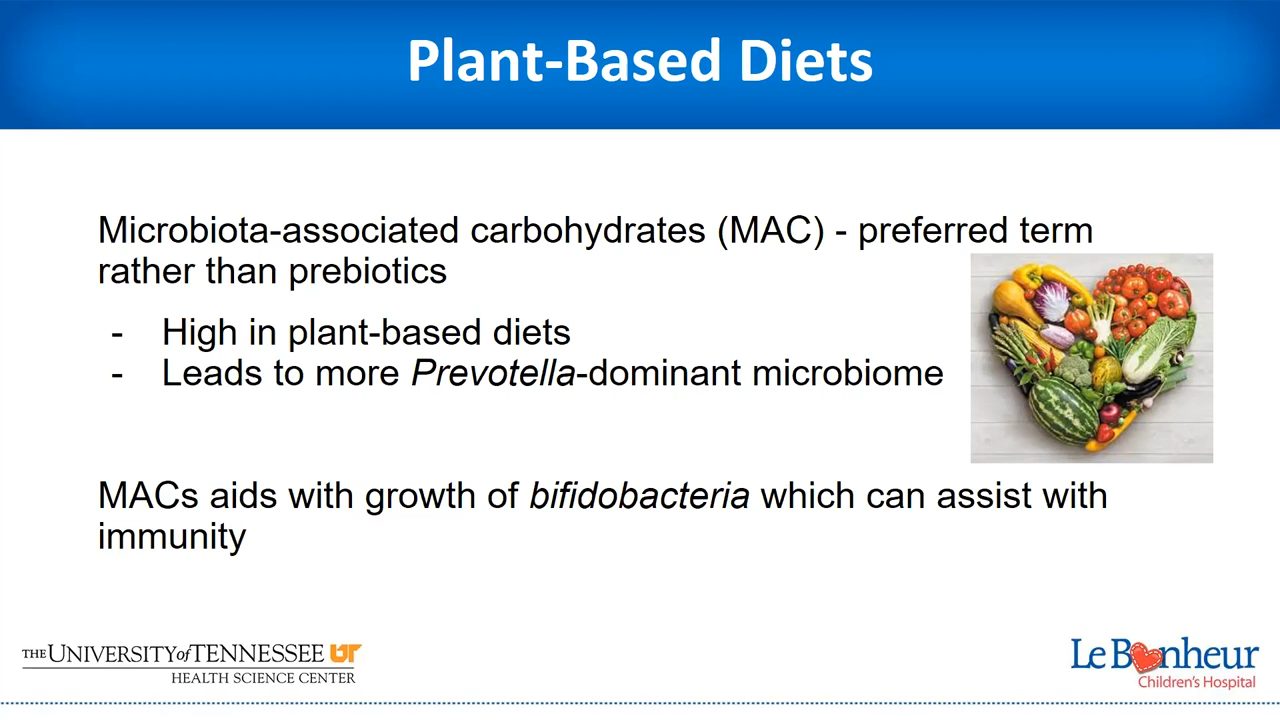 Plant-Based Diets
Microbiota-associated carbohydrates (MAC) - preferred term
rather than prebiotics
- High in plant-based diets
- Leads to more Prevotella-dominant microbiome
MACs aids with growth of bifidobacteria which can assist with
immunity
THE UNIVERSITY of TENNESSEE UT
HEALTH SCIENCE CENTER
Le Bonheur
Children's Hospital